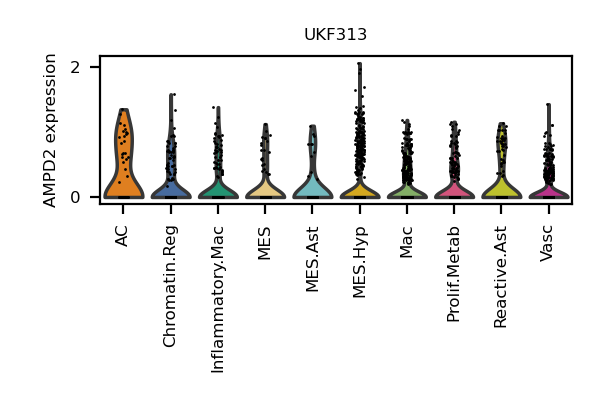 UKF313
AMPD2 expression
2
0
AC
Chromatin.Reg
Inflammatory.Mac
MES
MES.Ast
MES.Hyp
Mac
Prolif.Metab
Reactive.Ast
Vasc